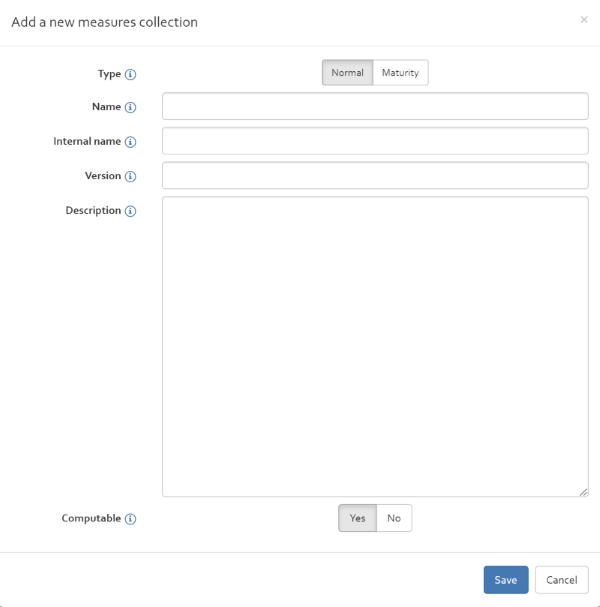 Add a new measures collection
×
Type
Normal Maturity
Name
Internal name
Version
Description
Computable
Yes No
Save Cancel